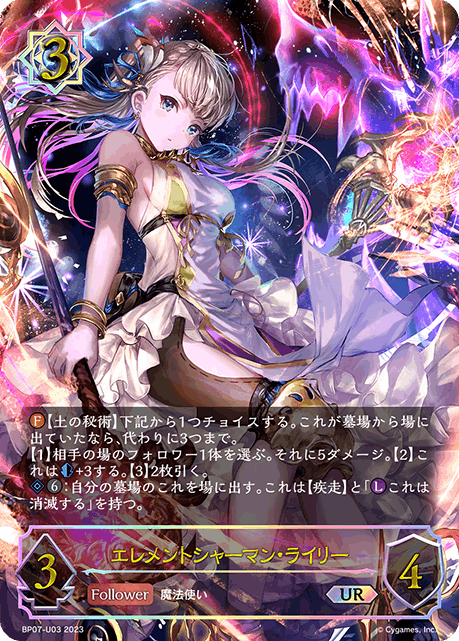 3
F【土の秘術】下記から1つチョイスする。これが墓場から場に
出ていたなら、代わりに3つまで。
【1】相手の場のフォロワー1体を選ぶ。それに5ダメージ。【2】こ
れは+3する。【3】2枚引く。
6：自分の墓場のこれを場に出す。これは【疾走】と「Lこれは
消滅する」を持つ。
エレメントシャーマン・ライリー
3
4
Follower 魔法使い
UR
BP07-U03 2023
© Cygames, Inc.